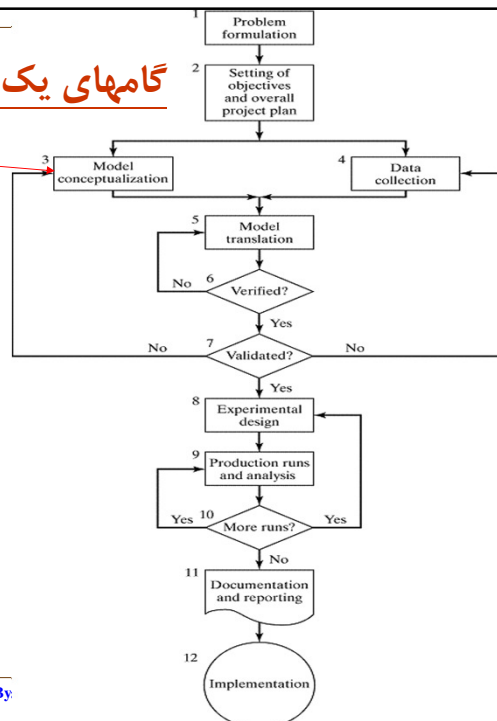 1
Problem
formulation
گامهای یک
2
Setting of
objectives
and overall
project plan
3
Model
conceptualization
4
Data
collection
5
Model
translation
No
6
Verified?
Yes
No
7
Validated?
No
Yes
8
Experimental
design
9
Production runs
and analysis
Yes
10
More runs?
Yes
No
11
Documentation
and reporting
12
Implementation
By